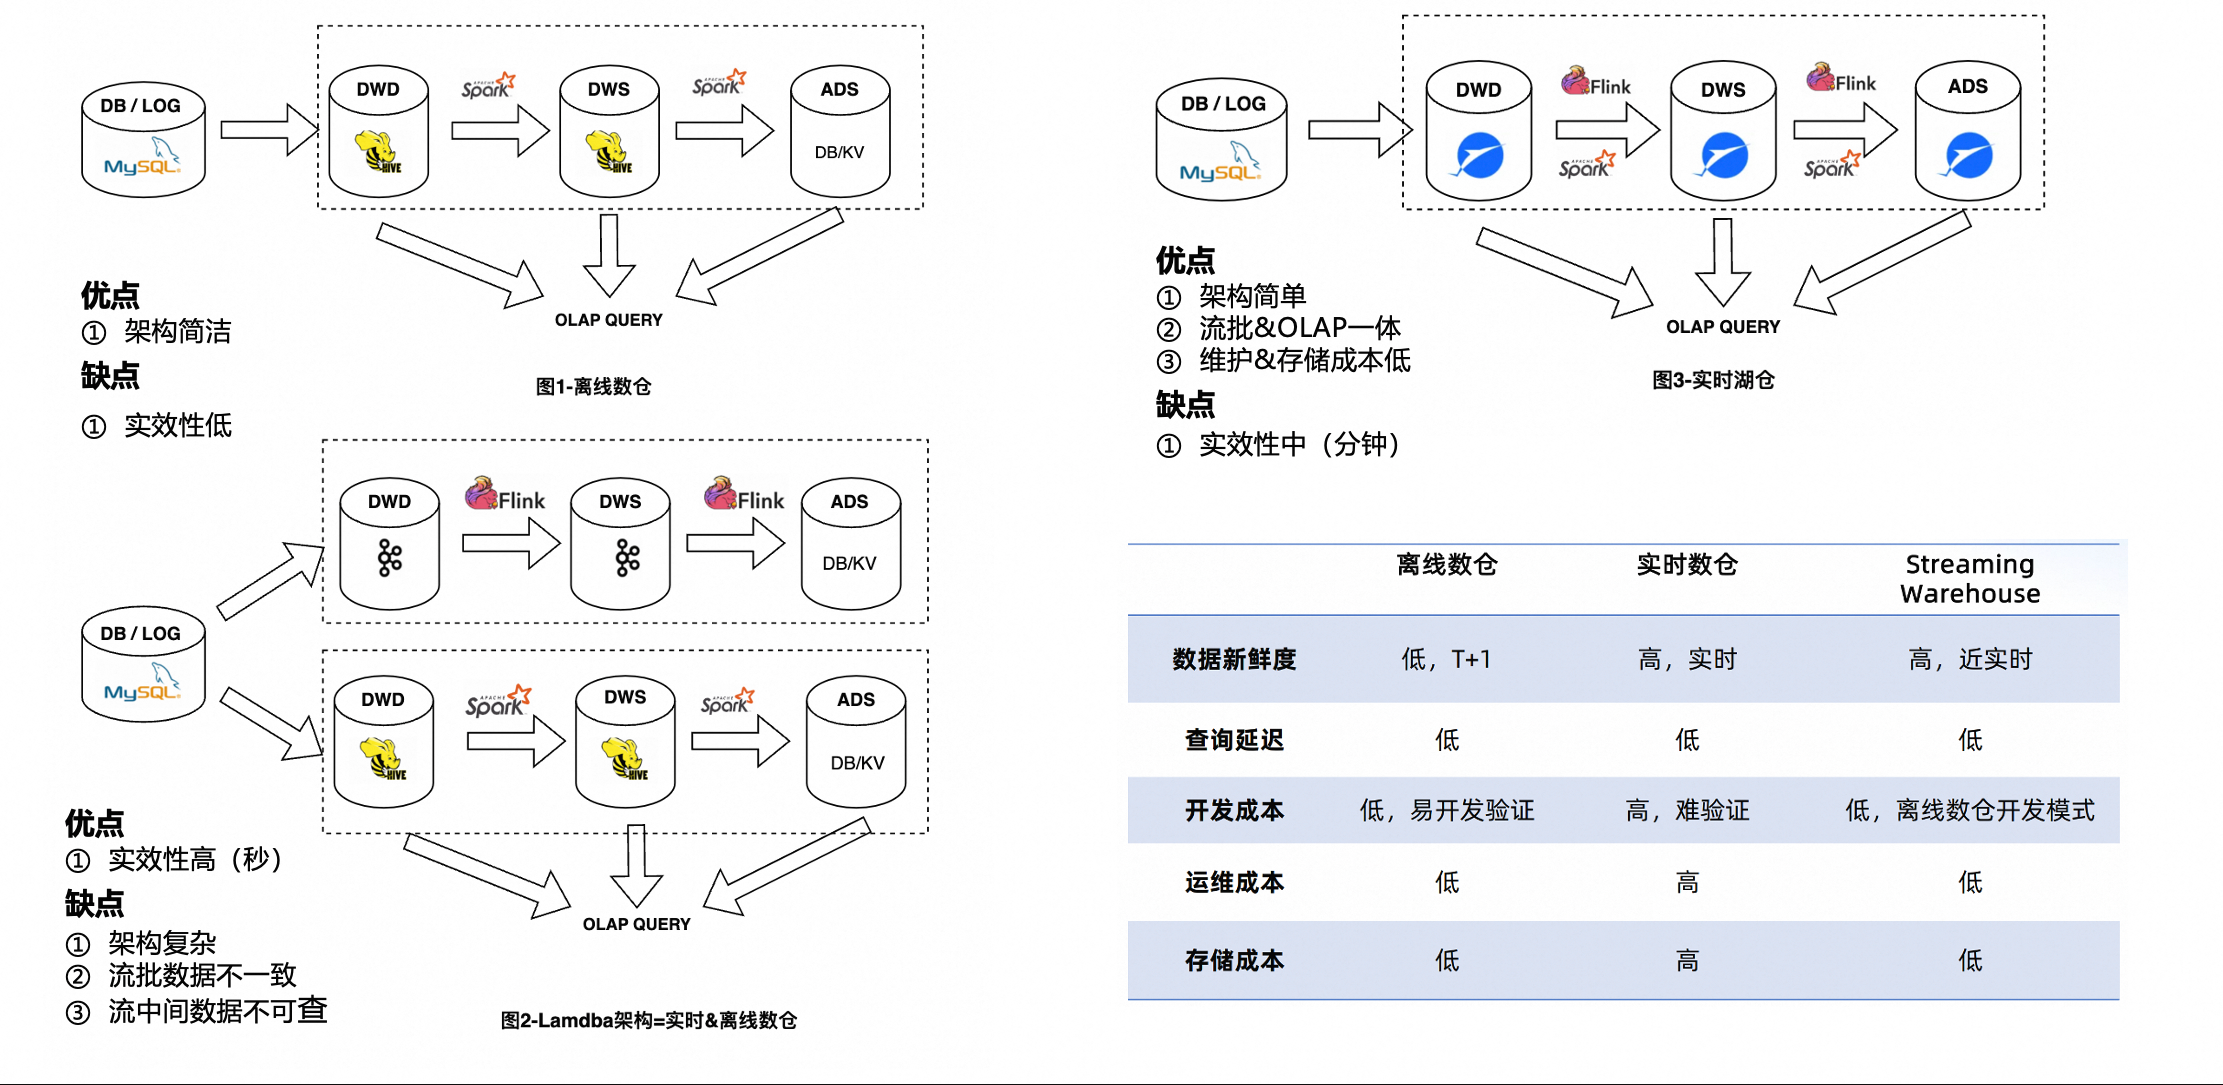 DB / LOG
MySQL
DWD
HIVE
APACHE
Spark
DWS
HIVE
APACHE
Spark
ADS
DB/KV
OLAP QUERY
优点
① 架构简洁
缺点
① 实效性低
图1-离线数仓
DB / LOG
MySQL
DWD
Flink
DWS
Flink
ADS
DB/KV
DWD
HIVE
APACHE
Spark
DWS
HIVE
APACHE
Spark
ADS
DB/KV
OLAP QUERY
优点
① 实效性高（秒）
缺点
① 架构复杂
② 流批数据不一致
③ 流中间数据不可查
图2-Lamdba架构=实时&离线数仓
DB / LOG
MySQL
DWD
Flink
APACHE
Spark
DWS
Flink
APACHE
Spark
ADS
OLAP QUERY
优点
① 架构简单
② 流批&OLAP一体
③ 维护&存储成本低
缺点
① 实效性中（分钟）
图3-实时湖仓
离线数仓 实时数仓 Streaming
Warehouse
数据新鲜度 低，T+1 高，实时 高，近实时
查询延迟 低 低 低
开发成本 低，易开发验证 高，难验证 低，离线数仓开发模式
运维成本 低 高 低
存储成本 低 高 低